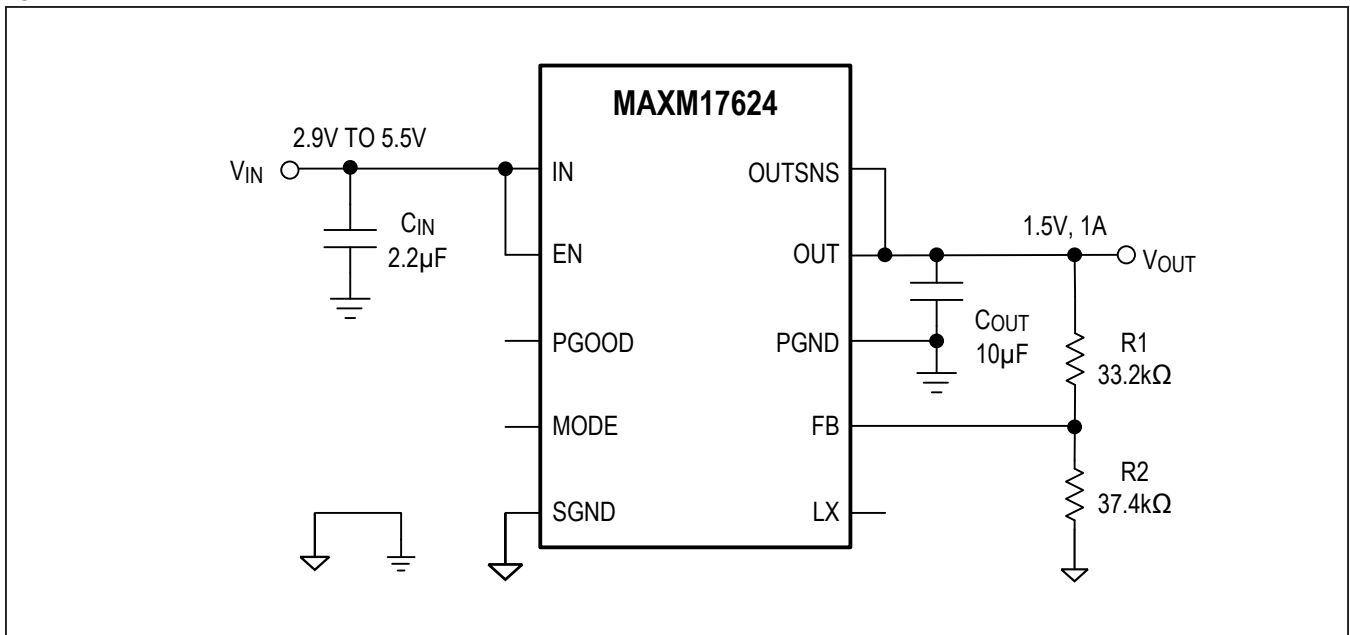 MAXM17624
2.9V TO 5.5V
VIN
IN
OUTSNS
CIN
2.2µF
1.5V, 1A
EN
OUT
VOUT
COUT
10µF
PGOOD
PGND
R1
33.2kΩ
MODE
FB
R2
37.4kΩ
SGND
LX